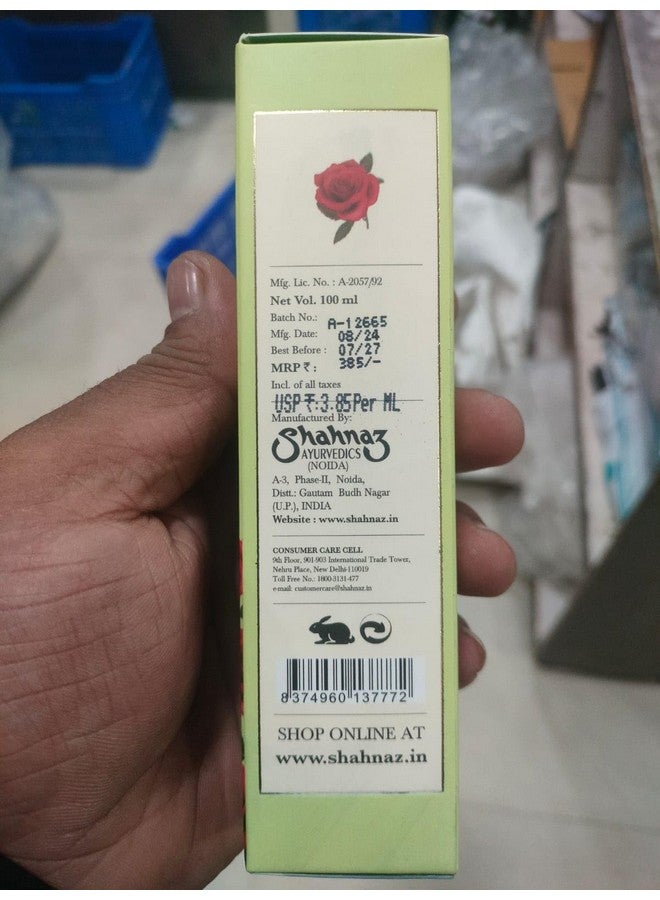 Mfg. Lic. No. : A-2057/92
Net Vol. 100 ml
Batch No.: A-12665
Mfg. Date: 08/24
Best Before : 07/27
MRP ₹ : 385/-
Incl. of all taxes
USP ₹:3.85Per ML
Manufactured By:
Shahnaz
AYURVEDICS
(NOIDA)
A-3, Phase-II, Noida,
Distt.: Gautam Budh Nagar
(U.P.), INDIA
Website : www.shahnaz.in
CONSUMER CARE CELL
9th Floor, 901-903 International Trade Tower,
Nehru Place, New Delhi-110019
Toll Free No.: 1800-3131-477
e-mail: customercare@shahnaz.in
8374960 137772
SHOP ONLINE AT
www.shahnaz.in